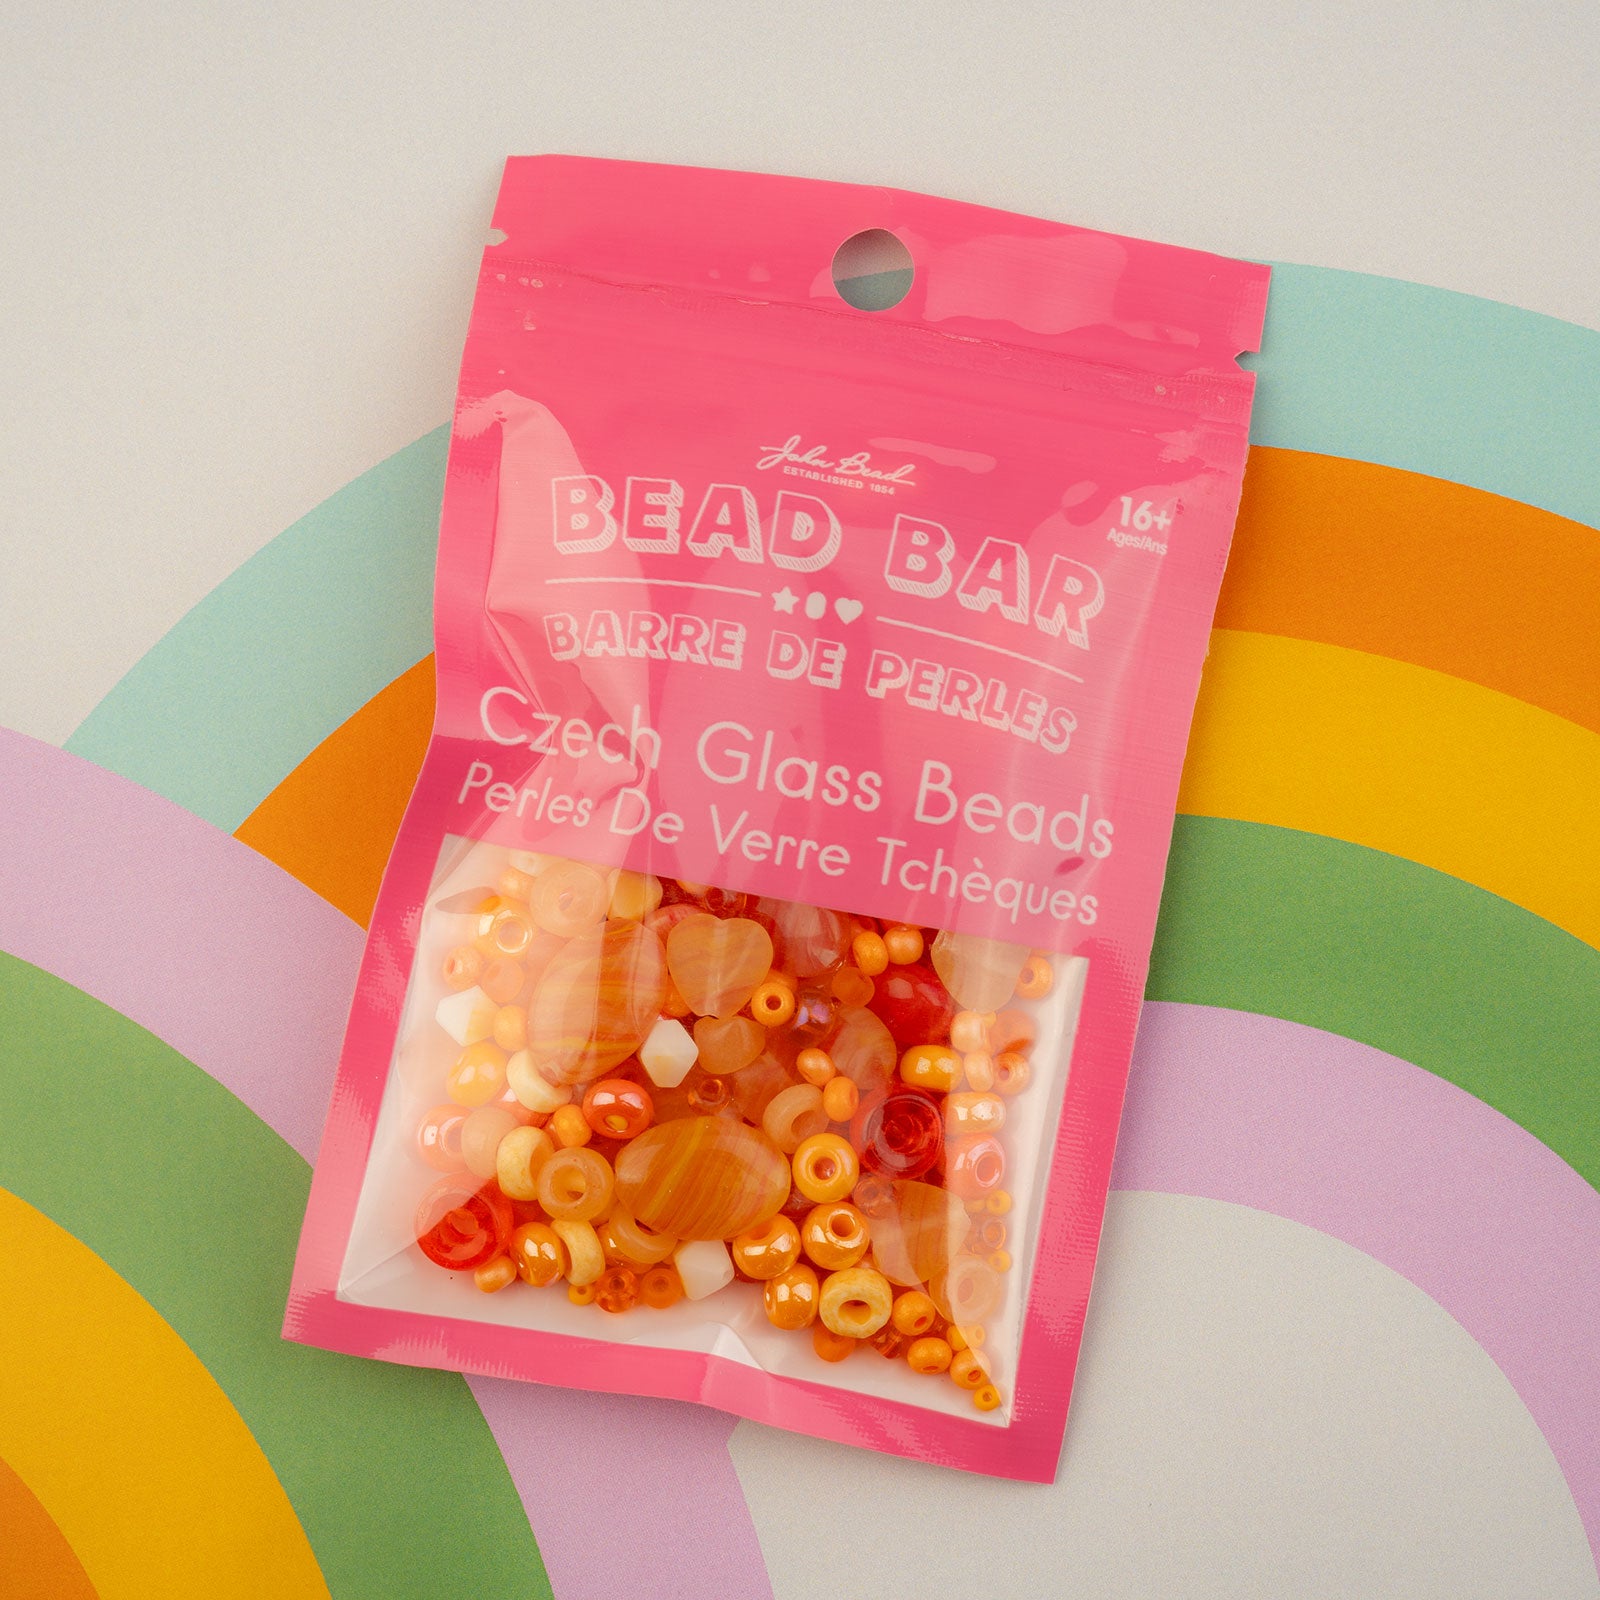 John Bead
ESTABLISHED 1954
BEAD BAR
16+
Ages/Ans
BARRE DE PERLES
Czech Glass Beads
Perles De Verre Tchèques